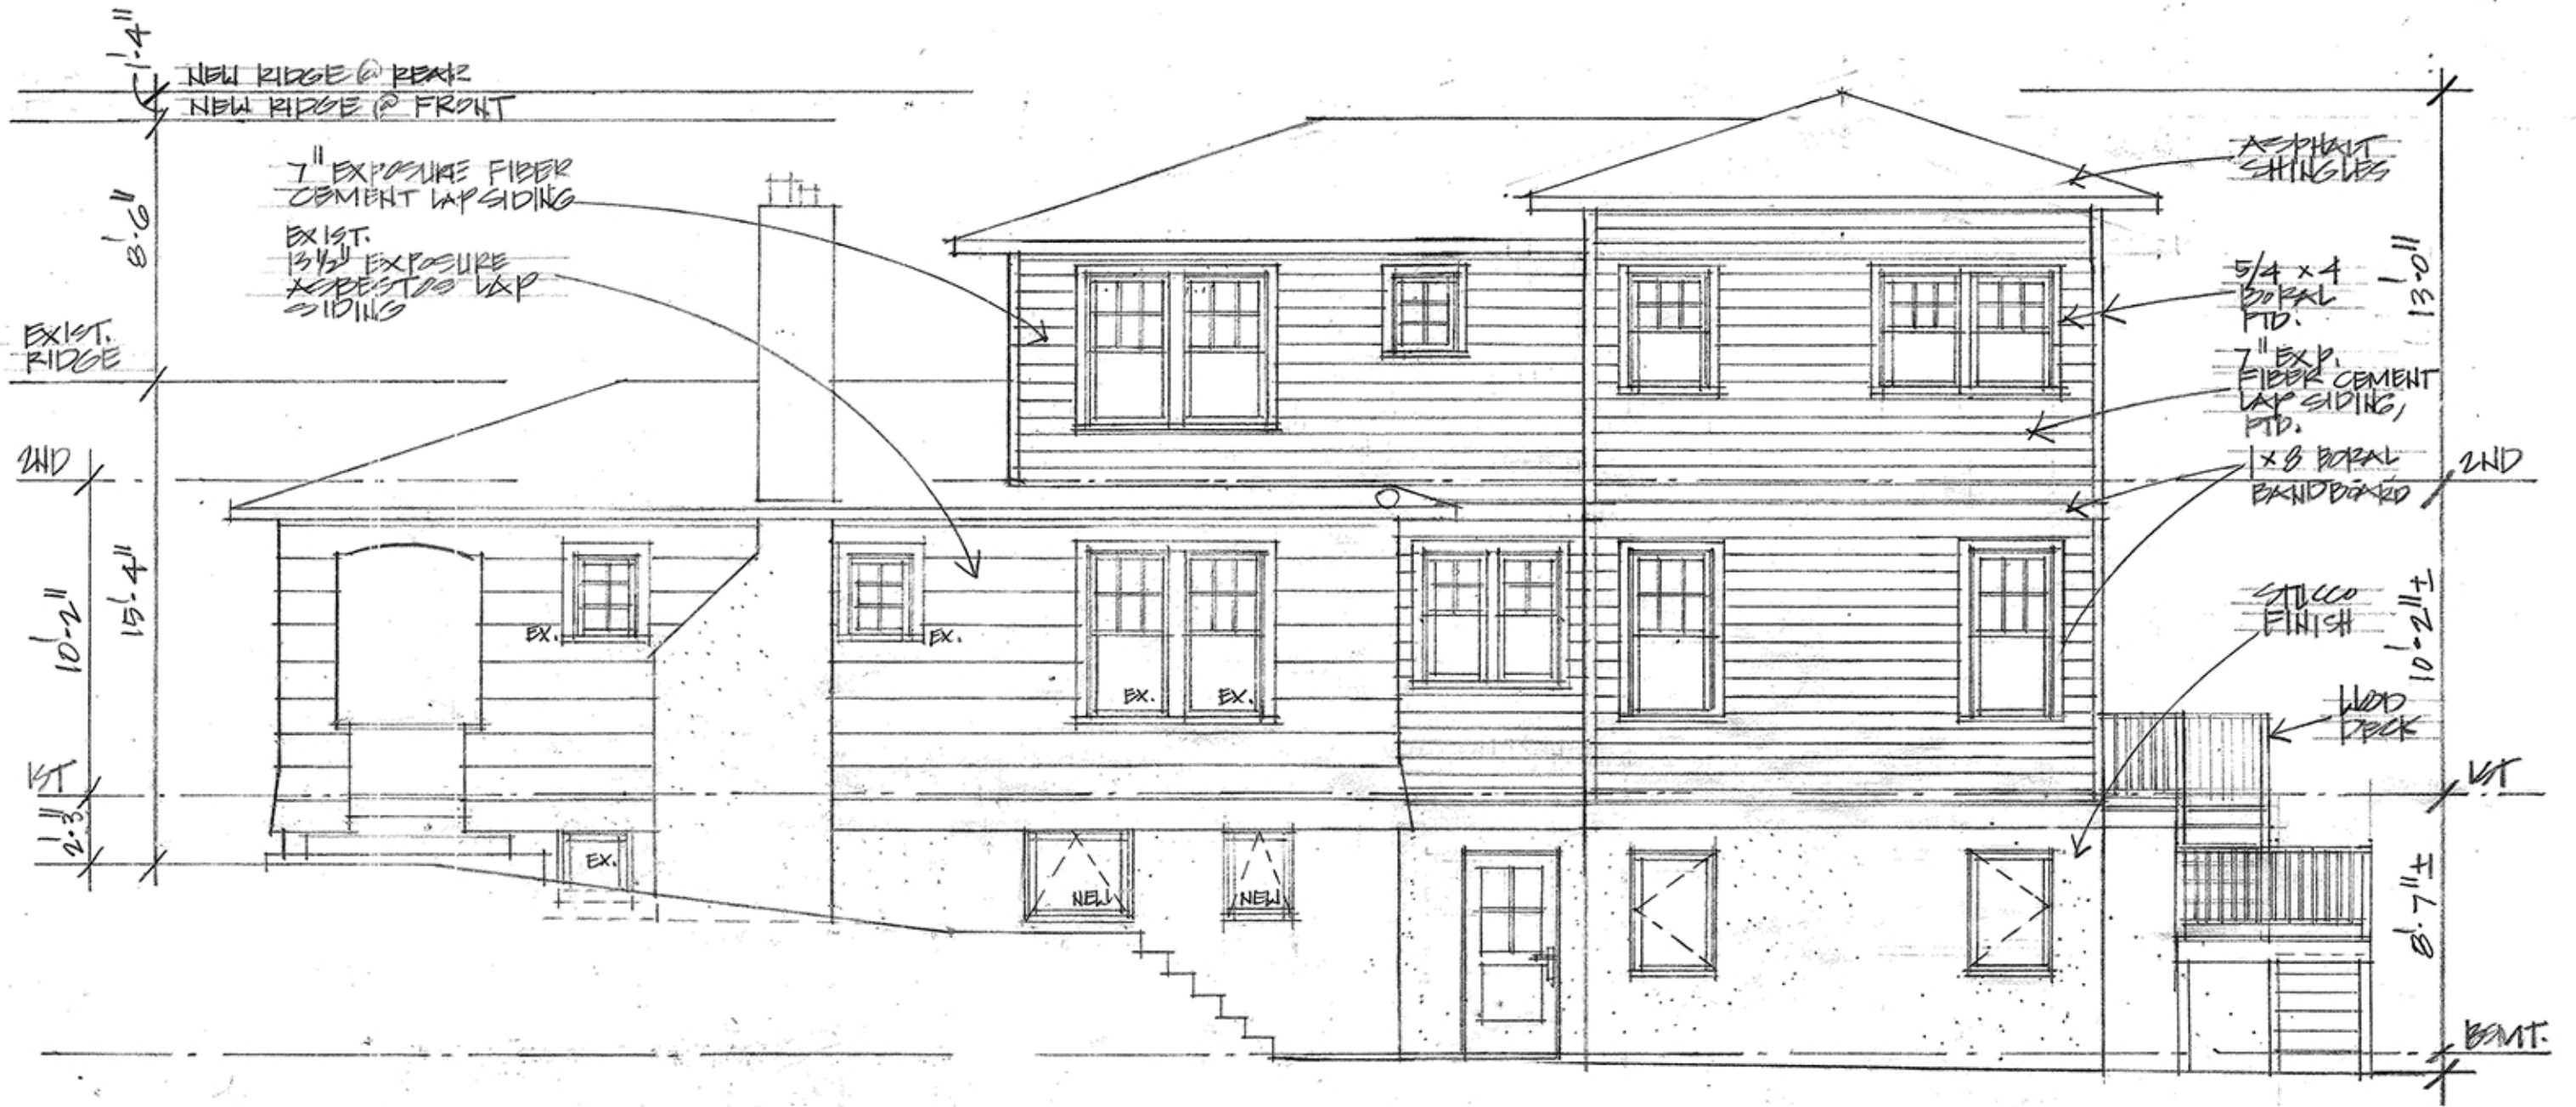 1'-4"
NEW RIDGE @ REAR
NEW RIDGE @ FRONT
8'-6"
7" EXPOSURE FIBER
CEMENT LAP SIDING
EXIST.
13 1/2" EXPOSURE
ASBESTOS LAP
SIDING
EXIST.
RIDGE
2ND
10'-2"
15'-4"
1ST
2'-3"
EX.
EX.
EX.
EX.
EX.
NEW
NEW
ASPHALT
SHINGLES
13'-0"
5/4 x 4
BORAL
PTD.
7" EXP.
FIBER CEMENT
LAP SIDING,
PTD.
1x8 BORAL
BANDBOARD
2ND
STUCCO
FINISH
10'-2"±
WOOD
DECK
1ST
8'-7"±
BSMT.